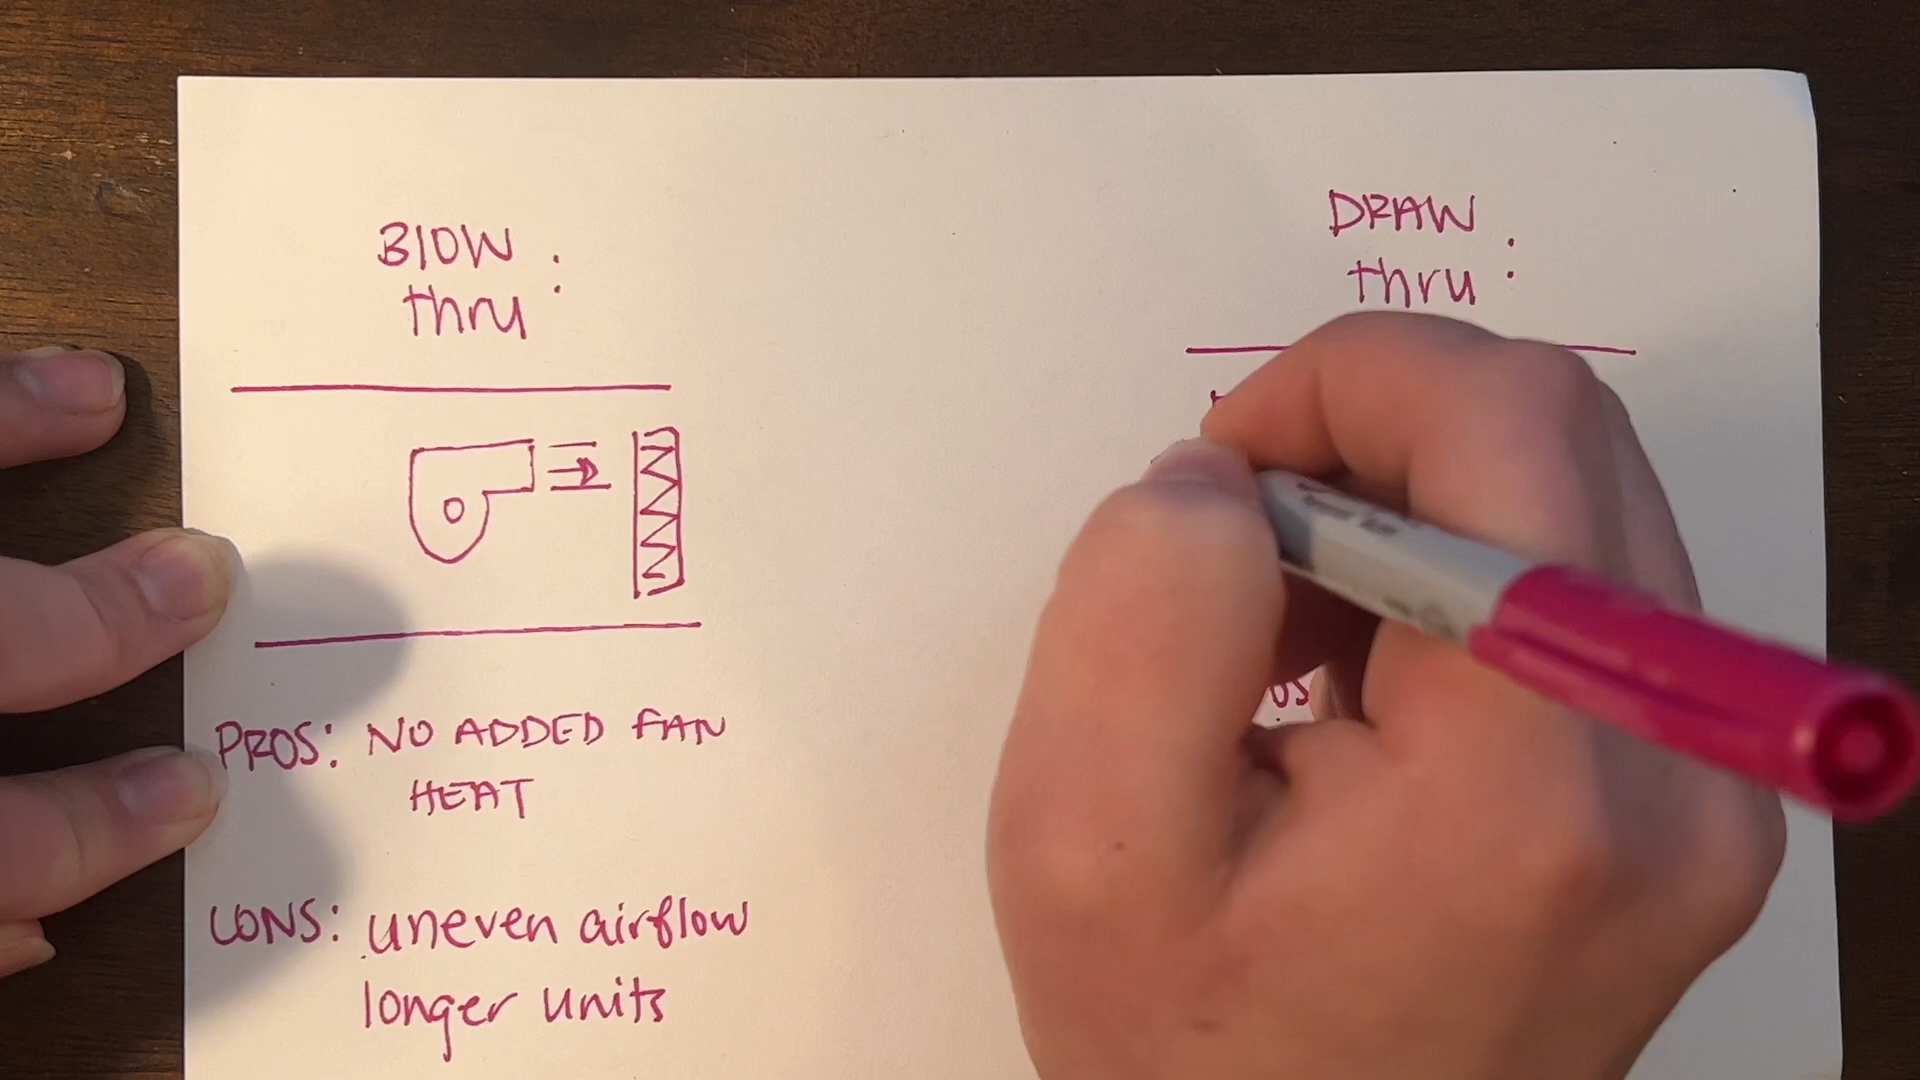 BLOW :
thru
NO ADDED FAN
PROS:
HEAT
CONS: uneven airflow
longer units
DRAW :
thru